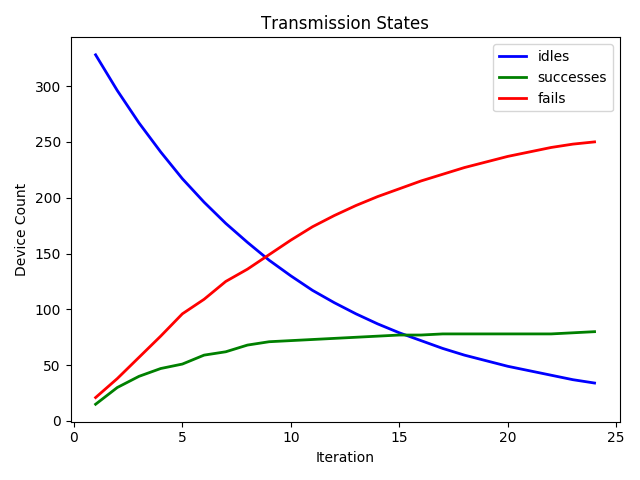 Transmission States
idles
successes
fails
Device Count
300
250
200
150
100
50
0
0 5 10 15 20 25
Iteration